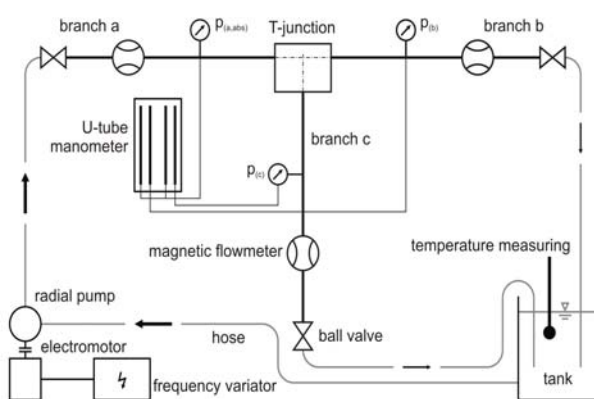 branch a
p(a,abs)
T-junction
p(b)
branch b
U-tube
manometer
branch c
p(c)
magnetic flowmeter
temperature measuring
radial pump
electromotor
hose
ball valve
frequency variator
tank